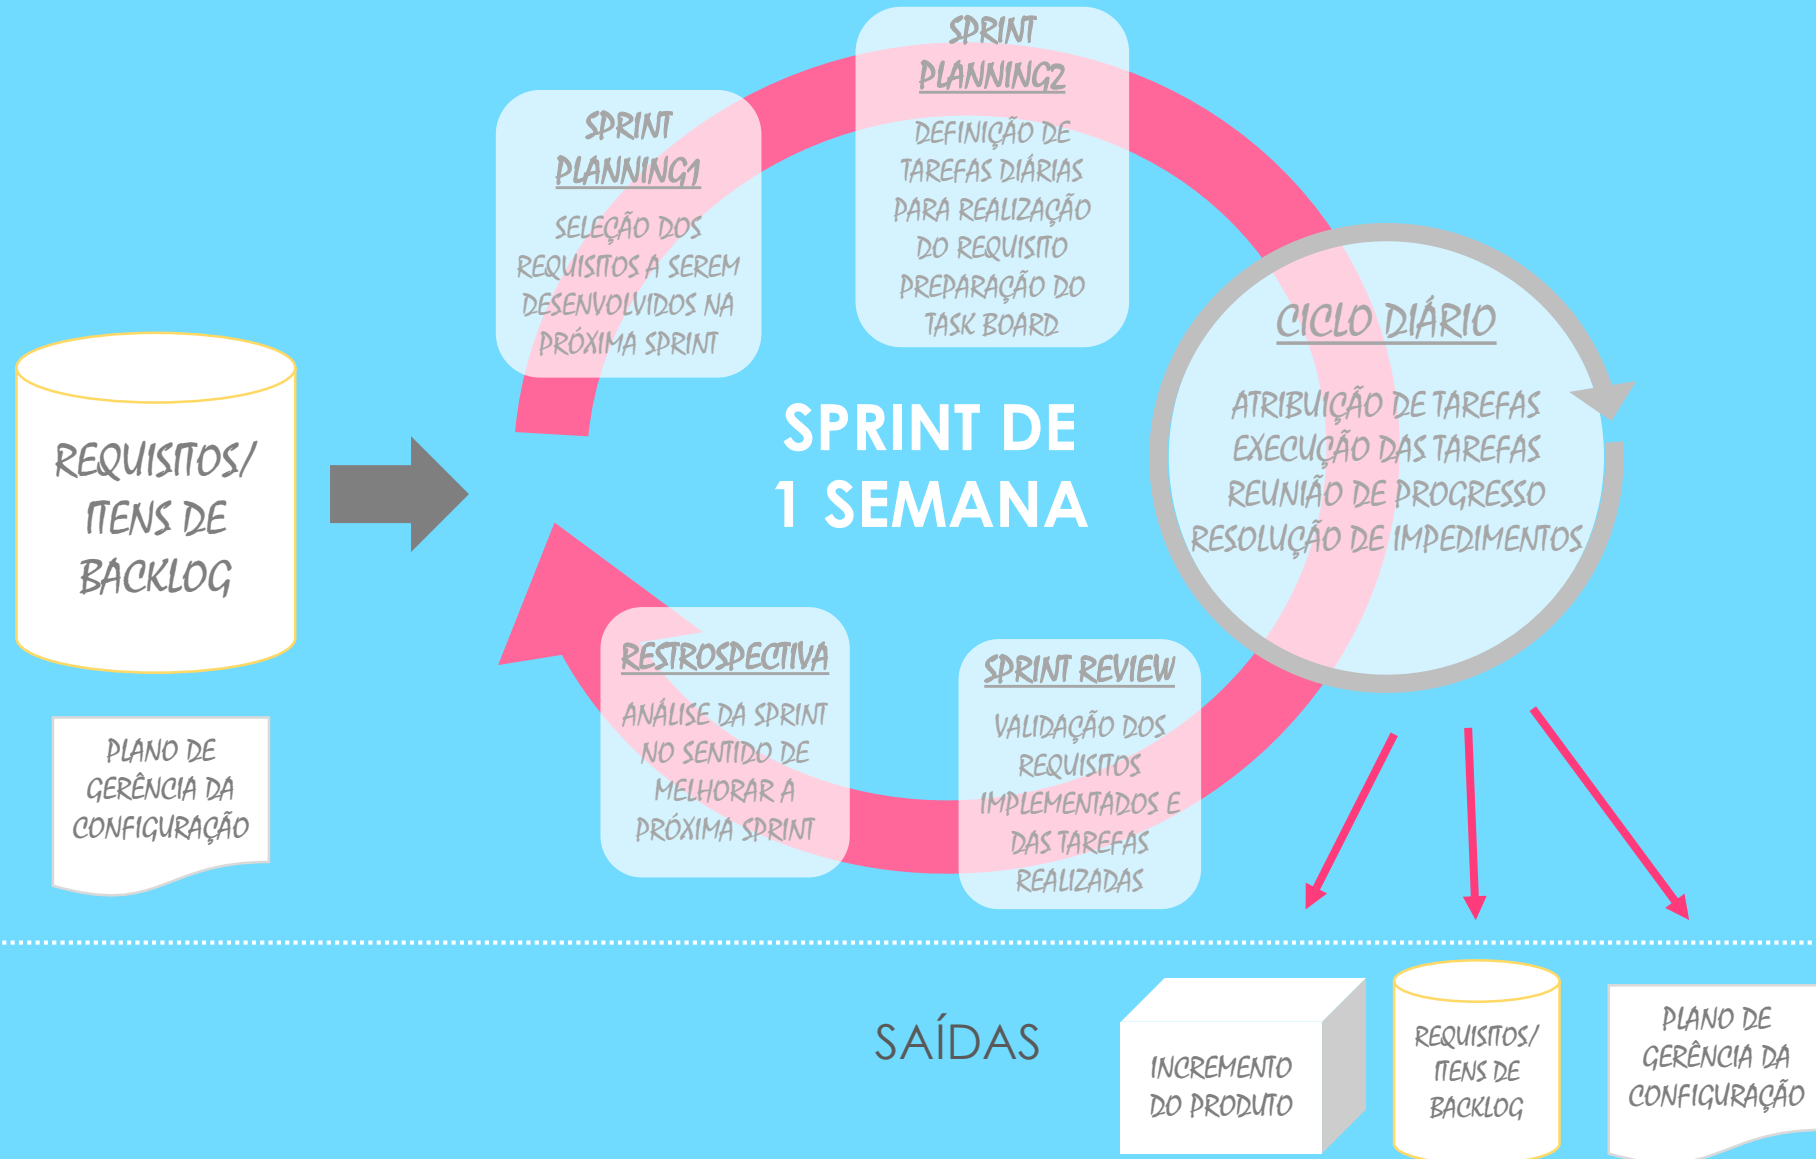 REQUISITOS/
ITENS DE
BACKLOG
PLANO DE
GERÊNCIA DA
CONFIGURAÇÃO
SPRINT
PLANNING1
SELEÇÃO DOS
REQUISITOS A SEREM
DESENVOLVIDOS NA
PRÓXIMA SPRINT
SPRINT
PLANNING2
DEFINIÇÃO DE
TAREFAS DIÁRIAS
PARA REALIZAÇÃO
DO REQUISITO
PREPARAÇÃO DO
TASK BOARD
SPRINT DE
1 SEMANA
CICLO DIÁRIO
ATRIBUIÇÃO DE TAREFAS
EXECUÇÃO DAS TAREFAS
REUNIÃO DE PROGRESSO
RESOLUÇÃO DE IMPEDIMENTOS
RESTROSPECTIVA
ANÁLISE DA SPRINT
NO SENTIDO DE
MELHORAR A
PRÓXIMA SPRINT
SPRINT REVIEW
VALIDAÇÃO DOS
REQUISITOS
IMPLEMENTADOS E
DAS TAREFAS
REALIZADAS
SAÍDAS
INCREMENTO
DO PRODUTO
REQUISITOS/
ITENS DE
BACKLOG
PLANO DE
GERÊNCIA DA
CONFIGURAÇÃO